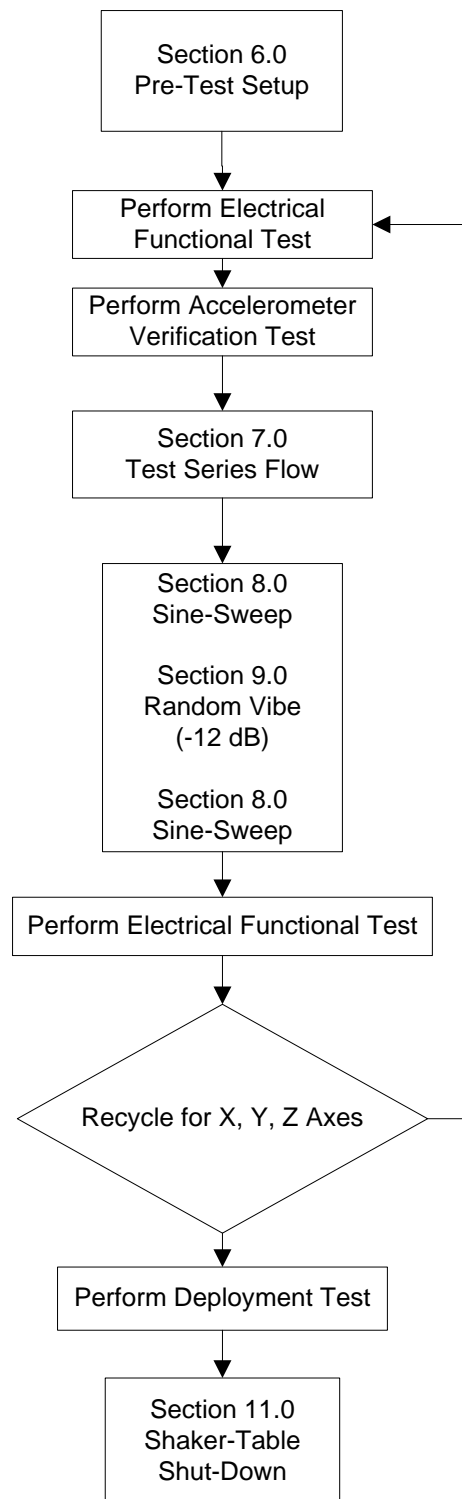 Section 6.0
Pre-Test Setup
Perform Electrical
Functional Test
Perform Accelerometer
Verification Test
Section 7.0
Test Series Flow
Section 8.0
Sine-Sweep
Section 9.0
Random Vibe
(-12 dB)
Section 8.0
Sine-Sweep
Perform Electrical Functional Test
Recycle for X, Y, Z Axes
Perform Deployment Test
Section 11.0
Shaker-Table
Shut-Down